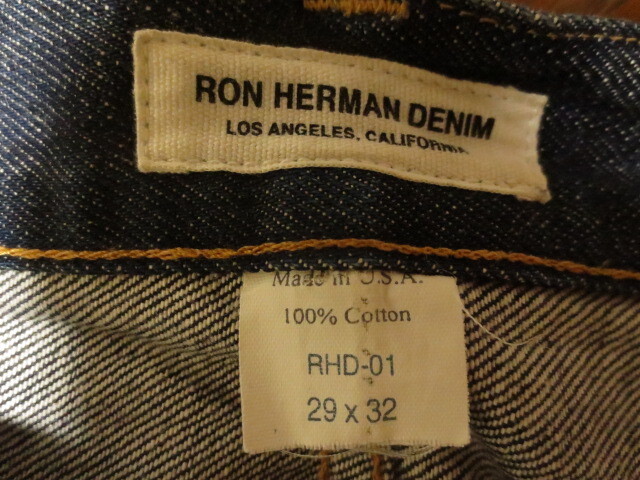 RON HERMAN DENIM
LOS ANGELES. CALIFORNIA
Made in U.S.A.
100% Cotton
RHD-01
29 x 32